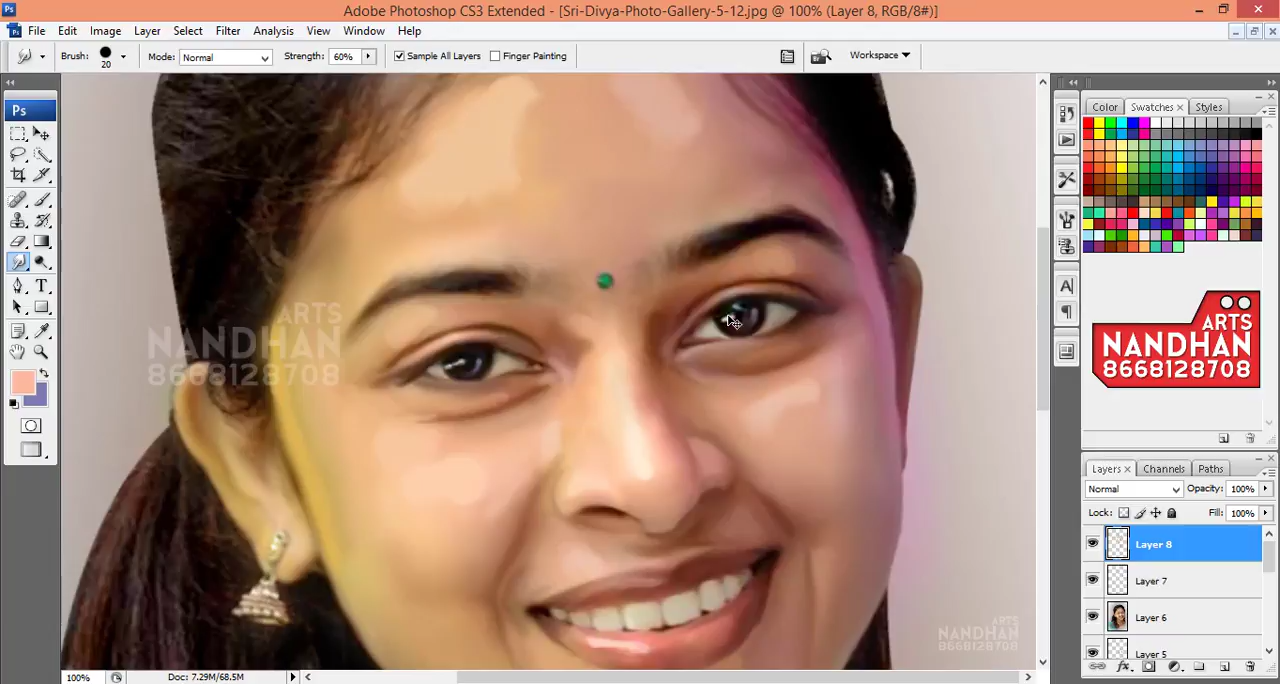 Adobe Photoshop CS3 Extended - [Sri-Divya-Photo-Gallery-5-12.jpg @ 100% (Layer 8, RGB/8#)]
File Edit Image Layer Select Filter Analysis View Window Help
Brush: 20 Mode: Normal Strength: 60% Sample All Layers Finger Painting Workspace
Ps
Color Swatches Styles
ARTS
NANDHAN
8668128708
ARTS
NANDHAN
8668128708
Layers Channels Paths
Normal Opacity: 100%
Lock: Fill: 100%
Layer 8
Layer 7
Layer 6
Layer 5
ARTS
NANDHAN
8668128708
100% Doc: 7.29M/68.5M